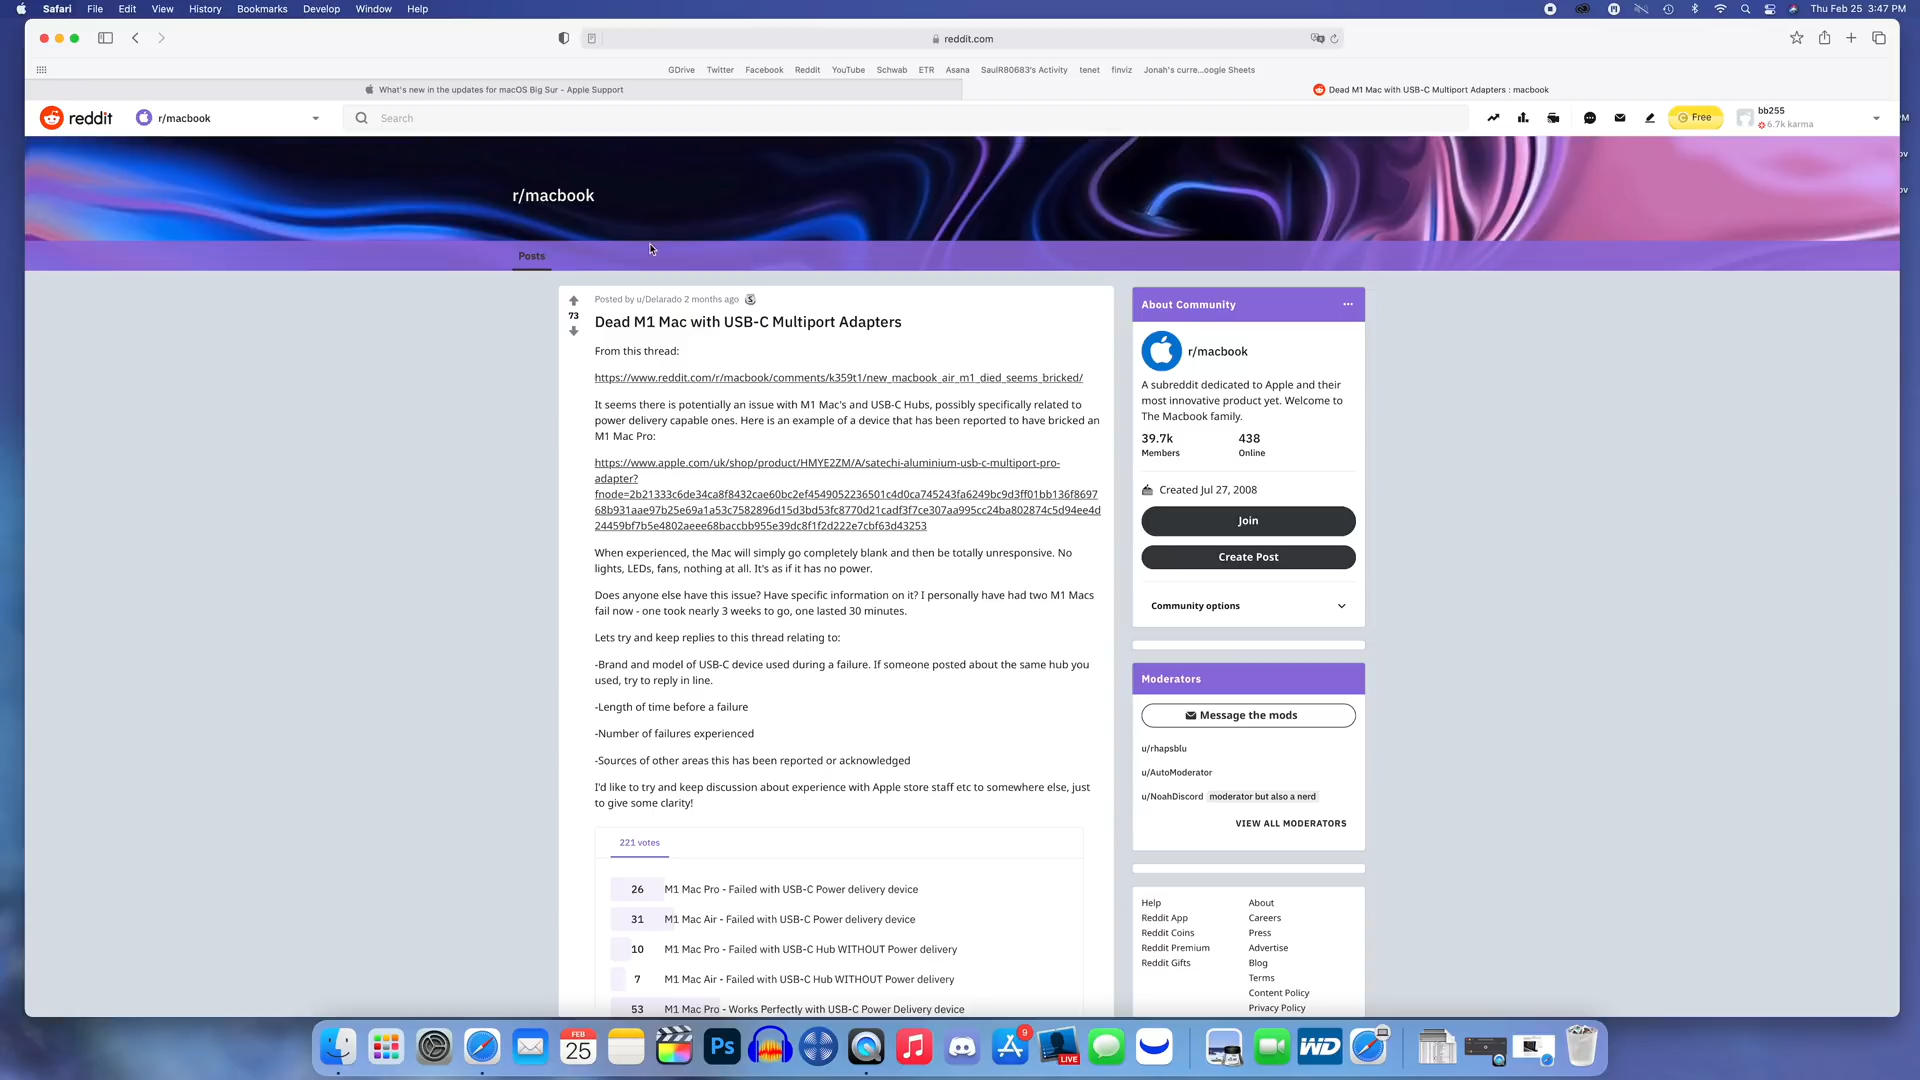 Safari File Edit View History Bookmarks Develop Window Help Thu Feb 25 3:47 PM
reddit.com
GDrive Twitter Facebook Reddit YouTube Schwab ETR Asana SaulR80683's Activity tenet finviz Jonah's curre...oogle Sheets
What's new in the updates for macOS Big Sur - Apple Support
Dead M1 Mac with USB-C Multiport Adapters : macbook
reddit r/macbook Search Free
bb255
6.7k karma
r/macbook
Posts
Posted by u/Delarado 2 months ago
73
Dead M1 Mac with USB-C Multiport Adapters
From this thread:
https://www.reddit.com/r/macbook/comments/k359t1/new_macbook_air_m1_died_seems_bricked/
It seems there is potentially an issue with M1 Mac's and USB-C Hubs, possibly specifically related to
power delivery capable ones. Here is an example of a device that has been reported to have bricked an
M1 Mac Pro:
https://www.apple.com/uk/shop/product/HMYE2ZM/A/satechi-aluminium-usb-c-multiport-pro-
adapter?
fnode=2b21333c6de34ca8f8432cae60bc2ef4549052236501c4d0ca745243fa6249bc9d3ff01bb136f8697
68b931aae97b25e69a1a53c7582896d15d3bd53fc8770d21cadf3f7ce307aa995cc24ba802874c5d94ee4d
24459bf7b5e4802aeee68baccbb955e39dc8f1f2d222e7cbf63d43253
When experienced, the Mac will simply go completely blank and then be totally unresponsive. No
lights, LEDs, fans, nothing at all. It's as if it has no power.
Does anyone else have this issue? Have specific information on it? I personally have had two M1 Macs
fail now - one took nearly 3 weeks to go, one lasted 30 minutes.
Lets try and keep replies to this thread relating to:
-Brand and model of USB-C device used during a failure. If someone posted about the same hub you
used, try to reply in line.
-Length of time before a failure
-Number of failures experienced
-Sources of other areas this has been reported or acknowledged
I'd like to try and keep discussion about experience with Apple store staff etc to somewhere else, just
to give some clarity!
221 votes
26 M1 Mac Pro - Failed with USB-C Power delivery device
31 M1 Mac Air - Failed with USB-C Power delivery device
10 M1 Mac Pro - Failed with USB-C Hub WITHOUT Power delivery
7 M1 Mac Air - Failed with USB-C Hub WITHOUT Power delivery
53 M1 Mac Pro - Works Perfectly with USB-C Power Delivery device
About Community
r/macbook
A subreddit dedicated to Apple and their
most innovative product yet. Welcome to
The Macbook family.
39.7k 438
Members Online
Created Jul 27, 2008
Join
Create Post
Community options
Moderators
Message the mods
u/rhapsblu
u/AutoModerator
u/NoahDiscord moderator but also a nerd
VIEW ALL MODERATORS
Help About
Reddit App Careers
Reddit Coins Press
Reddit Premium Advertise
Reddit Gifts Blog
Terms
Content Policy
Privacy Policy
FEB
25
Ps
9
LIVE
WD